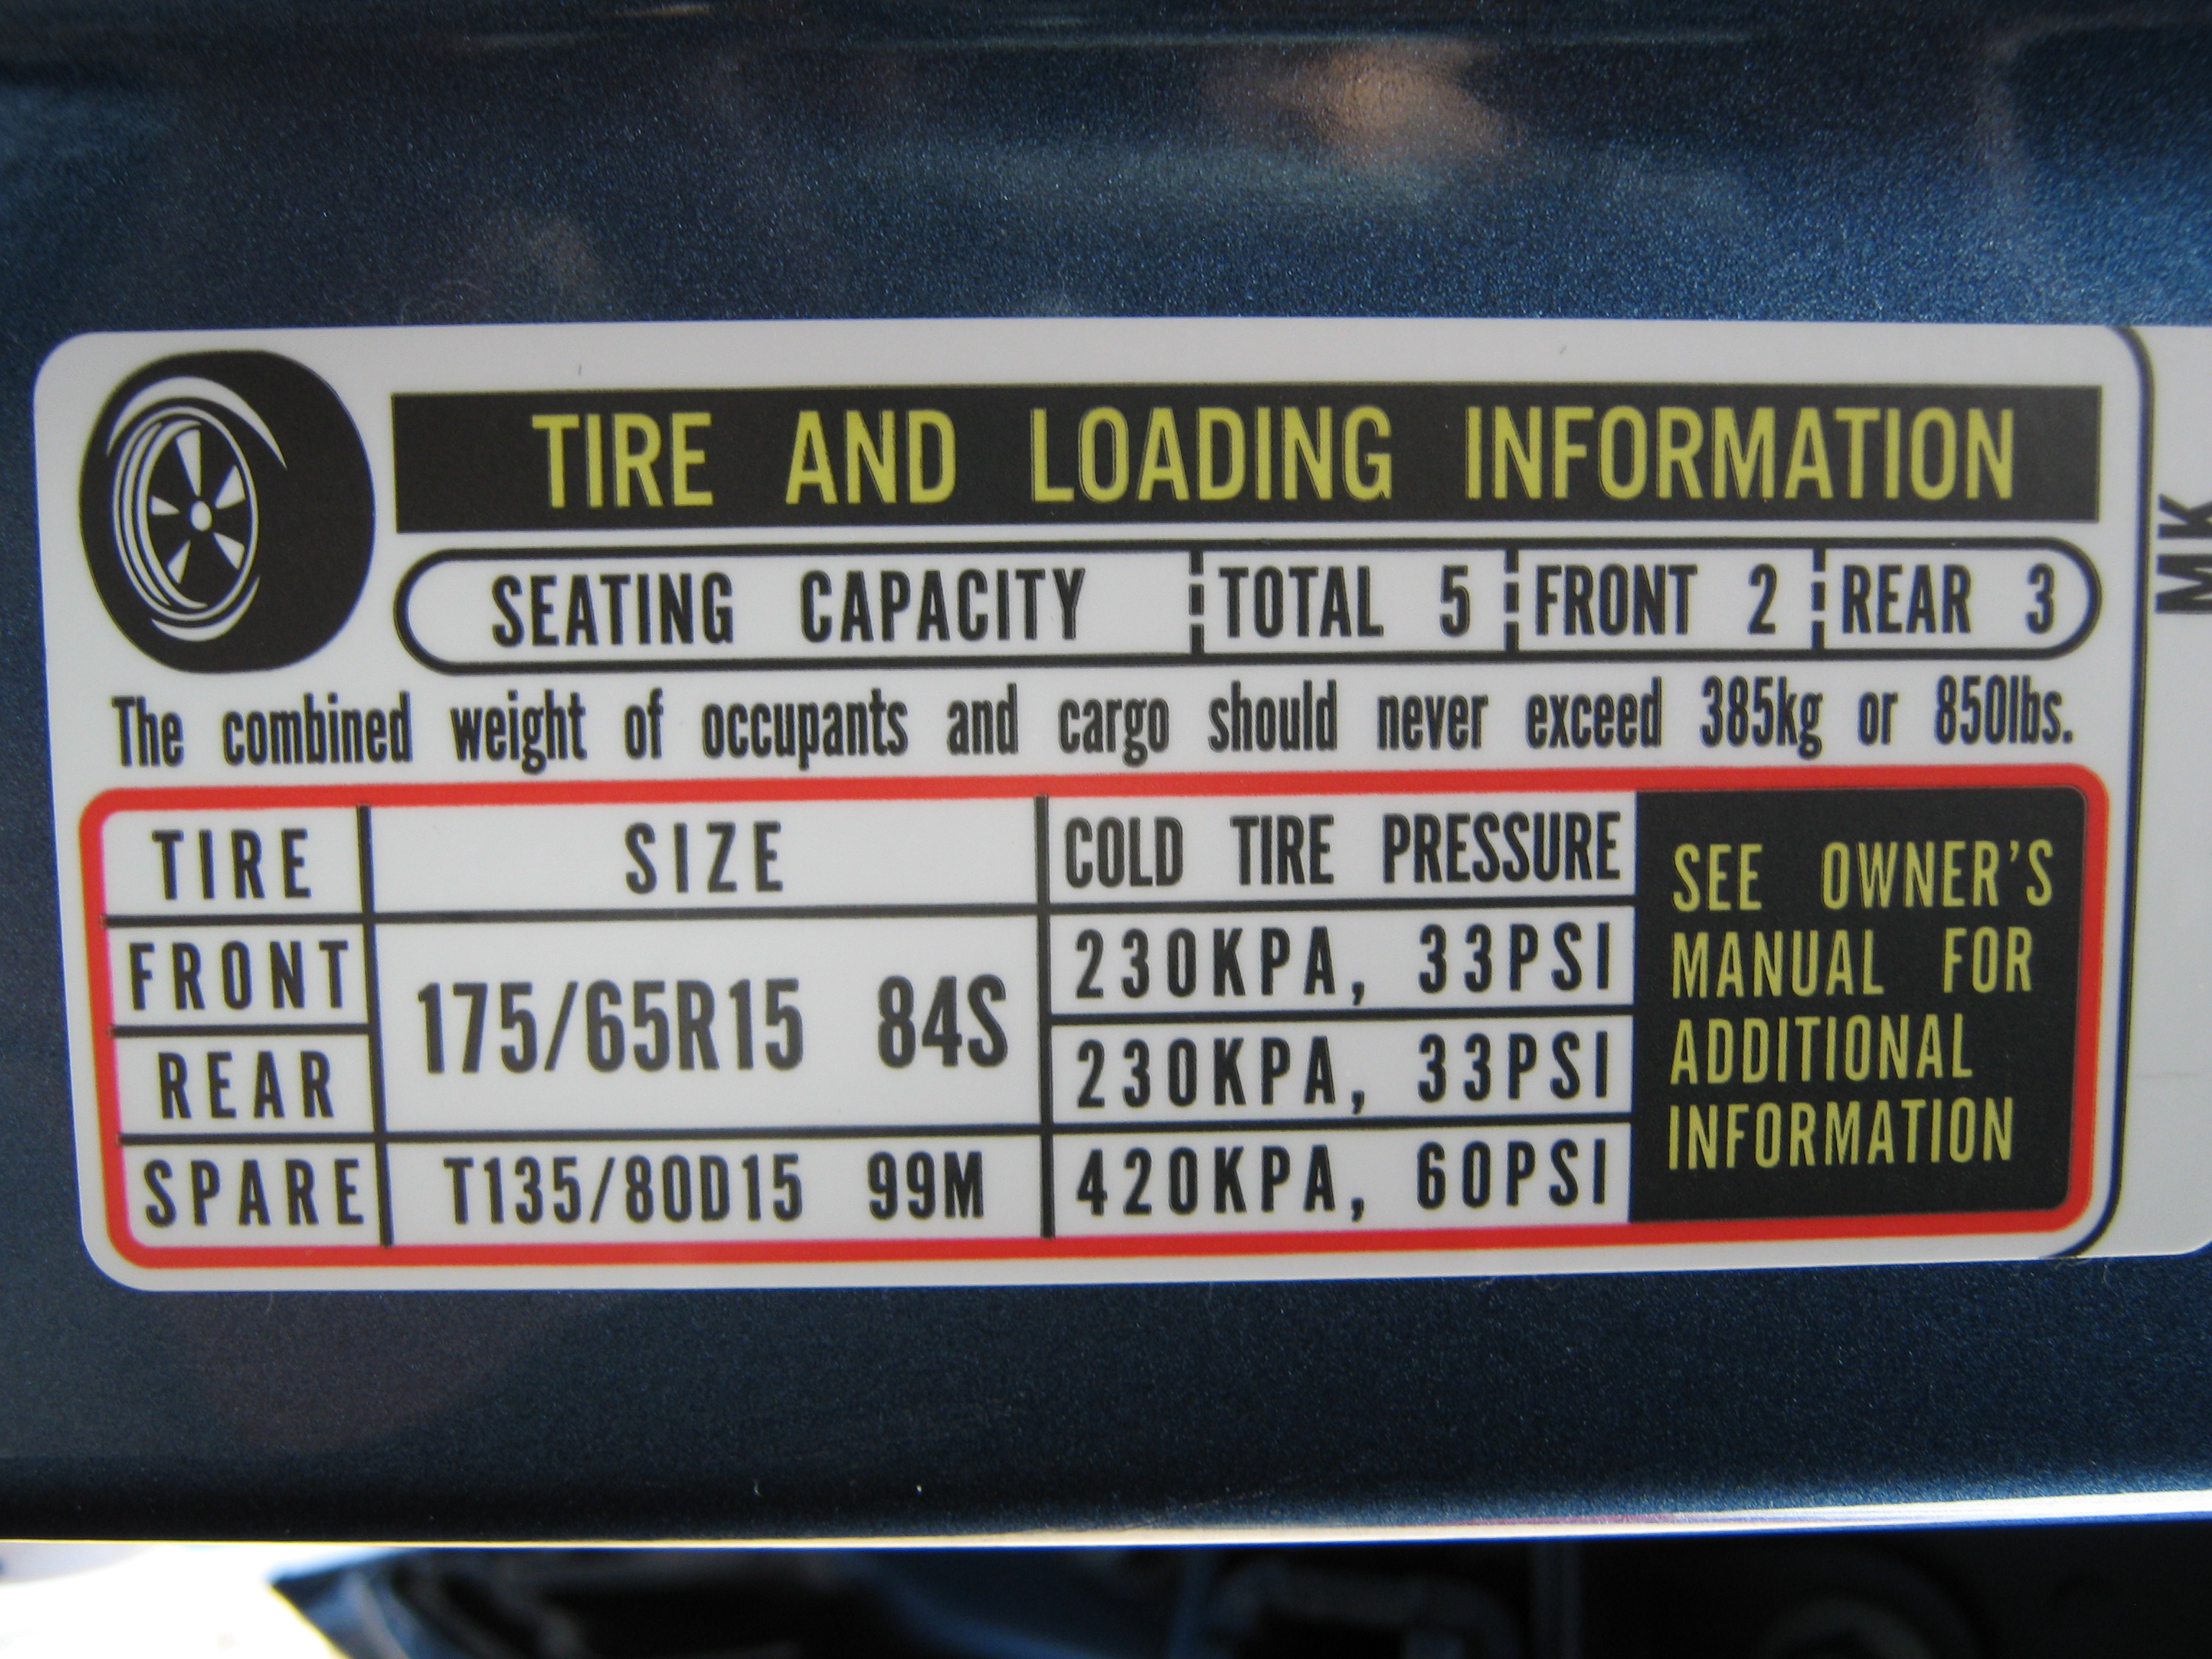 TIRE AND LOADING INFORMATION
SEATING CAPACITY TOTAL 5 FRONT 2 REAR 3
The combined weight of occupants and cargo should never exceed 385kg or 850lbs.
TIRE SIZE COLD TIRE PRESSURE
FRONT 175/65R15 84S 230KPA, 33PSI
REAR 230KPA, 33PSI
SPARE T135/80D15 99M 420KPA, 60PSI
SEE OWNER'S
MANUAL FOR
ADDITIONAL
INFORMATION
MK